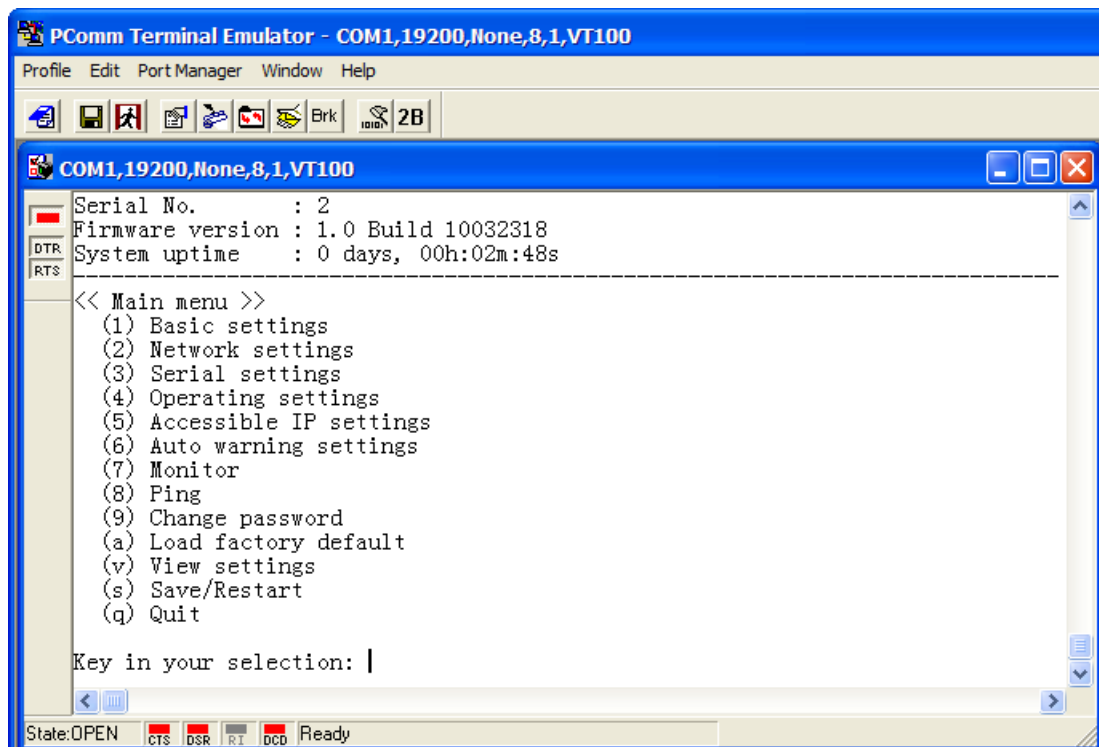 PComm Terminal Emulator - COM1,19200,None,8,1,VT100
Profile Edit Port Manager Window Help
Brk 2B
COM1,19200,None,8,1,VT100
Serial No. : 2
Firmware version : 1.0 Build 10032318
System uptime : 0 days, 00h:02m:48s
DTR
RTS
--------------------------------------------------------------------------
<< Main menu >>
(1) Basic settings
(2) Network settings
(3) Serial settings
(4) Operating settings
(5) Accessible IP settings
(6) Auto warning settings
(7) Monitor
(8) Ping
(9) Change password
(a) Load factory default
(v) View settings
(s) Save/Restart
(q) Quit
Key in your selection:
State:OPEN CTS DSR RI DCD Ready